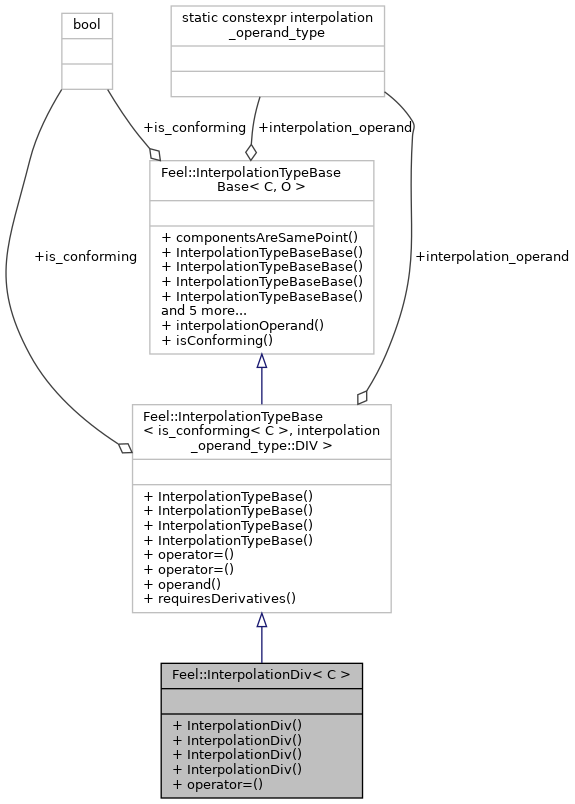 bool
static constexpr interpolation
_operand_type
+is_conforming
+interpolation_operand
Feel::InterpolationTypeBase
Base< C, O >
+ componentsAreSamePoint()
+ InterpolationTypeBaseBase()
+ InterpolationTypeBaseBase()
+ InterpolationTypeBaseBase()
+ InterpolationTypeBaseBase()
and 5 more...
+ interpolationOperand()
+ isConforming()
+is_conforming
+interpolation_operand
Feel::InterpolationTypeBase
< is_conforming< C >, interpolation
_operand_type::DIV >
+ InterpolationTypeBase()
+ InterpolationTypeBase()
+ InterpolationTypeBase()
+ InterpolationTypeBase()
+ operator=()
+ operator=()
+ operand()
+ requiresDerivatives()
Feel::InterpolationDiv< C >
+ InterpolationDiv()
+ InterpolationDiv()
+ InterpolationDiv()
+ InterpolationDiv()
+ operator=()